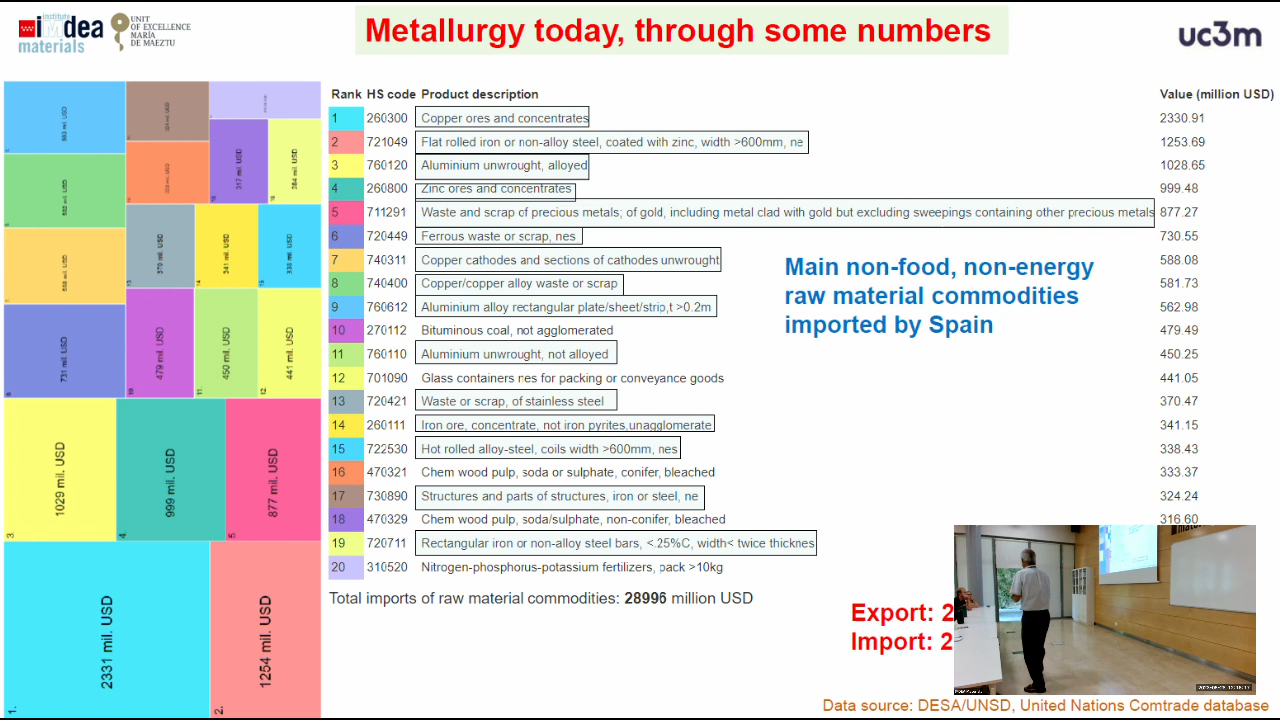 institute
imdea
materials
UNIT
OF EXCELLENCE
MARÍA
DE MAEZTU
Metallurgy today, through some numbers
uc3m
Rank HS code Product description Value (million USD)
1 260300 Copper ores and concentrates 2330.91
2 721049 Flat rolled iron or non-alloy steel, coated with zinc, width >600mm, ne 1253.69
3 760120 Aluminium unwrought, alloyed 1028.65
4 260800 Zinc ores and concentrates 999.48
5 711291 Waste and scrap of precious metals; of gold, including metal clad with gold but excluding sweepings containing other precious metals 877.27
6 720449 Ferrous waste or scrap, nes 730.55
7 740311 Copper cathodes and sections of cathodes unwrought 588.08
8 740400 Copper/copper alloy waste or scrap 581.73
9 760612 Aluminium alloy rectangular plate/sheet/strip,t >0.2m 562.98
10 270112 Bituminous coal, not agglomerated 479.49
11 760110 Aluminium unwrought, not alloyed 450.25
12 701090 Glass containers nes for packing or conveyance goods 441.05
13 720421 Waste or scrap, of stainless steel 370.47
14 260111 Iron ore, concentrate, not iron pyrites,unagglomerate 341.15
15 722530 Hot rolled alloy-steel, coils width >600mm, nes 338.43
16 470321 Chem wood pulp, soda or sulphate, conifer, bleached 333.37
17 730890 Structures and parts of structures, iron or steel, ne 324.24
18 470329 Chem wood pulp, soda/sulphate, non-conifer, bleached 316.60
19 720711 Rectangular iron or non-alloy steel bars, <.25%C, width< twice thicknes
20 310520 Nitrogen-phosphorus-potassium fertilizers, pack >10kg
Total imports of raw material commodities: 28996 million USD
Main non-food, non-energy
raw material commodities
imported by Spain
Export: 2
Import: 2
Data source: DESA/UNSD, United Nations Comtrade database
563 mil. USD
317 mil. USD
370 mil. USD
341 mil. USD
338 mil. USD
731 mil. USD
479 mil. USD
450 mil. USD
441 mil. USD
1029 mil. USD
999 mil. USD
877 mil. USD
3.
4.
5.
2331 mil. USD
1254 mil. USD
1.
2.